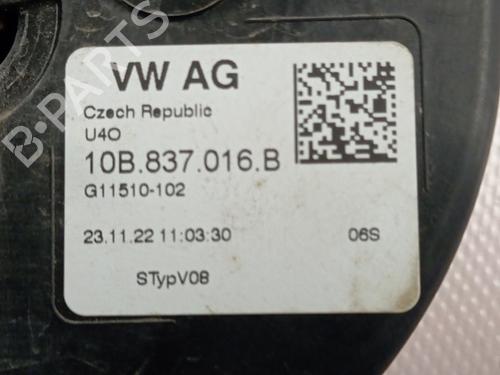 VW AG
Czech Republic
U4O
10B.837.016.B
G11510-102
23.11.22 11:03:30 06S
STypV08
B-PARTS